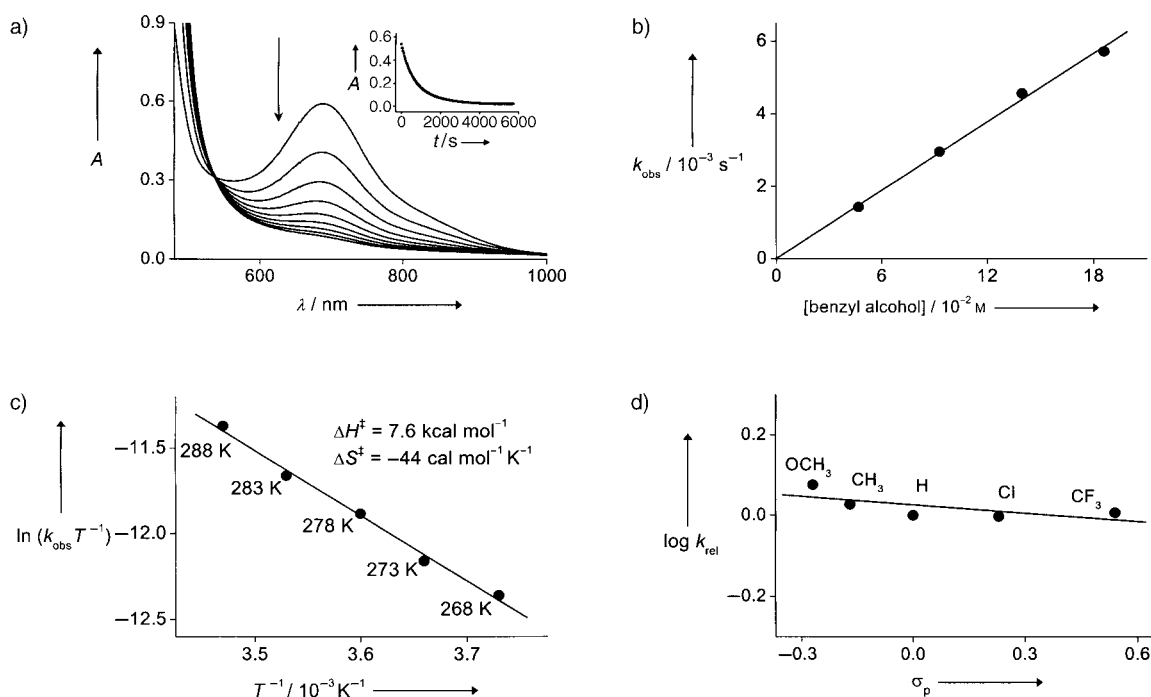 a)
0.9
0.6
0.3
0.0
A
600
800
1000
λ / nm
0.6
0.4
0.2
0.0
A
0
2000
4000
6000
t / s
b)
6
4
2
0
k_obs / 10⁻³ s⁻¹
0
6
12
18
[benzyl alcohol] / 10⁻² M
c)
−11.5
−12.0
−12.5
ln (k_obs T⁻¹)
ΔH‡ = 7.6 kcal mol⁻¹
ΔS‡ = −44 cal mol⁻¹ K⁻¹
288 K
283 K
278 K
273 K
268 K
3.5
3.6
3.7
T⁻¹ / 10⁻³ K⁻¹
d)
0.2
0.0
−0.2
log k_rel
OCH₃
CH₃
H
Cl
CF₃
−0.3
0.0
0.3
0.6
σ_p